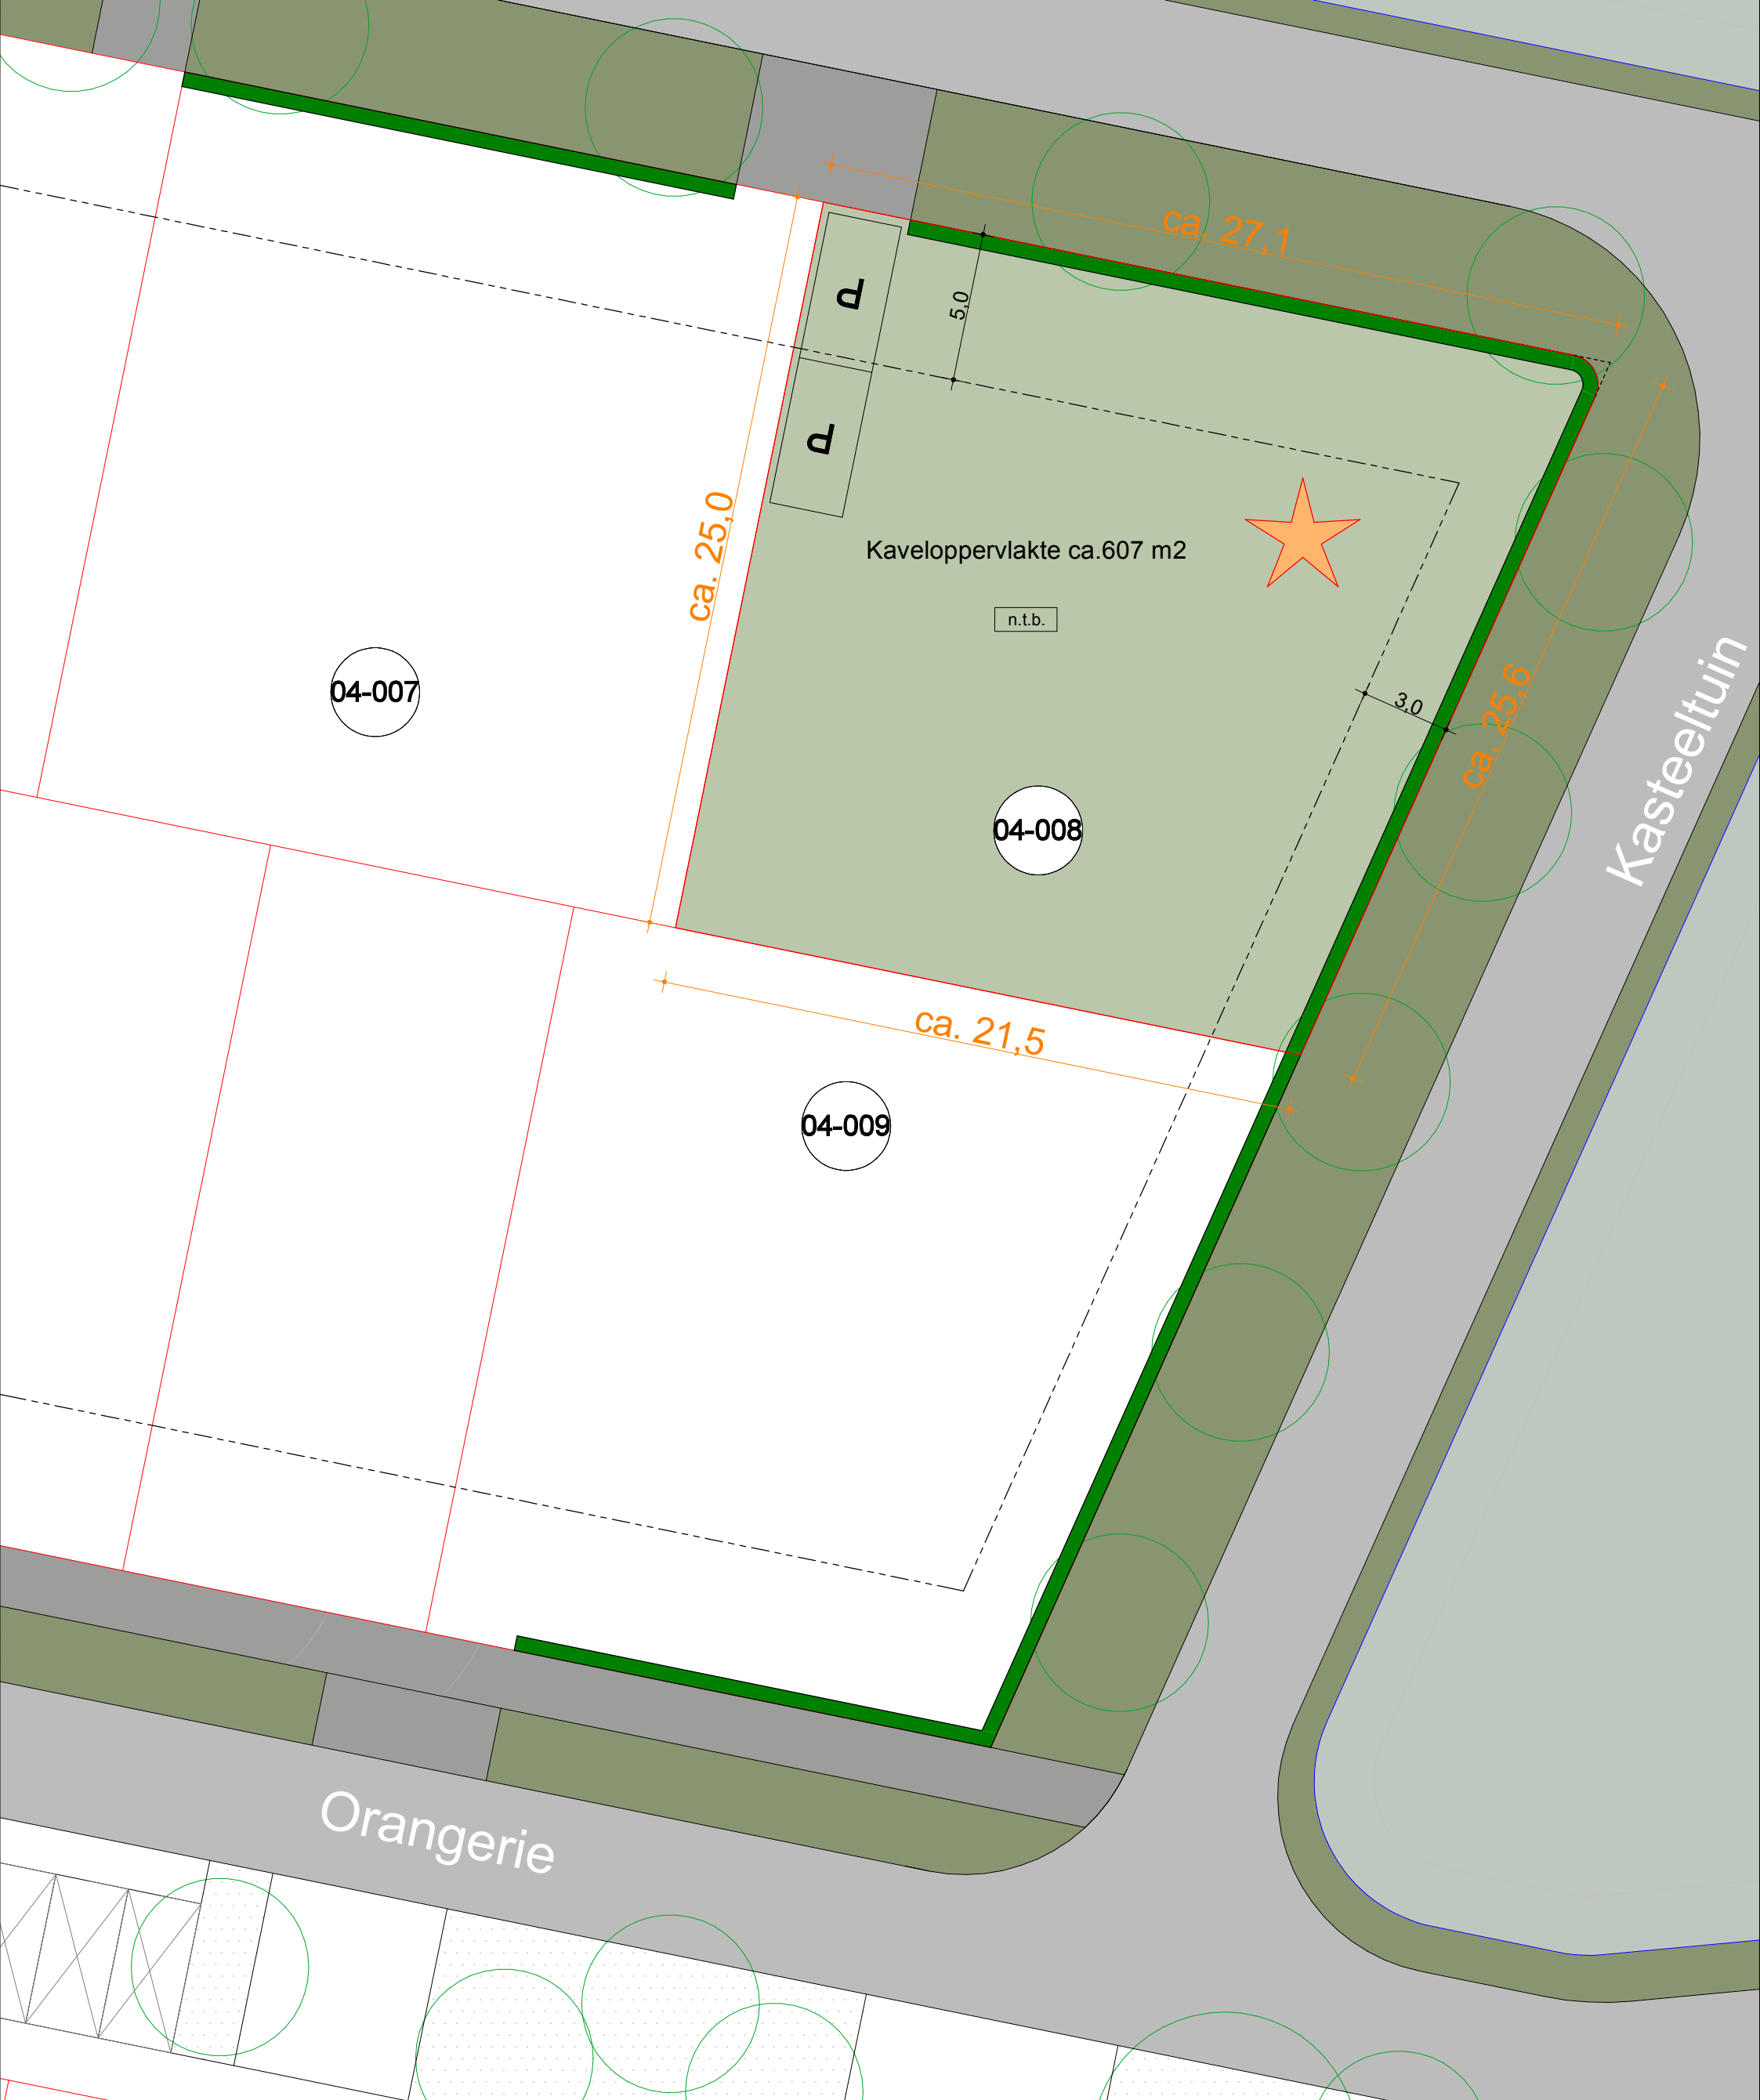 ca. 27,1
P
5,0
P
ca. 25,0
Kaveloppervlakte ca.607 m2
n.t.b.
04-007
3,0
ca. 25,6
Kasteeltuin
04-008
ca. 21,5
04-009
Orangerie